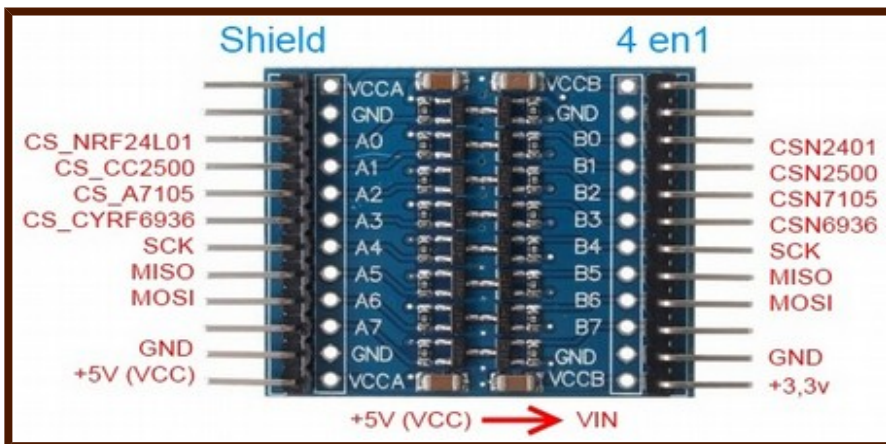 Shield 4 en1
VCCA VCCB
GND GND
CS_NRF24L01 A0 B0 CSN2401
CS_CC2500 A1 B1 CSN2500
CS_A7105 A2 B2 CSN7105
CS_CYRF6936 A3 B3 CSN6936
SCK A4 B4 SCK
MISO A5 B5 MISO
MOSI A6 B6 MOSI
A7 B7
GND GND GND GND
+5V (VCC) VCCA VCCB +3,3v
+5V (VCC) VIN